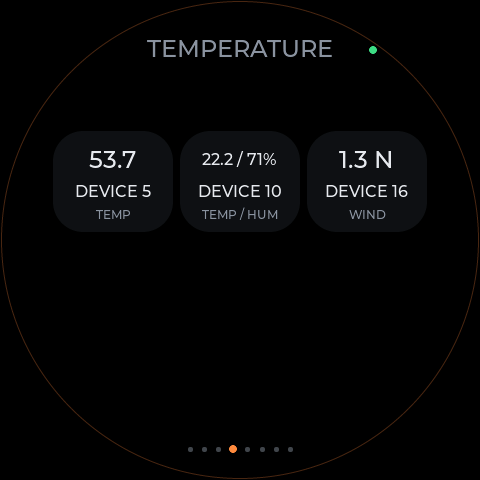 TEMPERATURE
53.7
DEVICE 5
TEMP
22.2 / 71%
DEVICE 10
TEMP / HUM
1.3 N
DEVICE 16
WIND